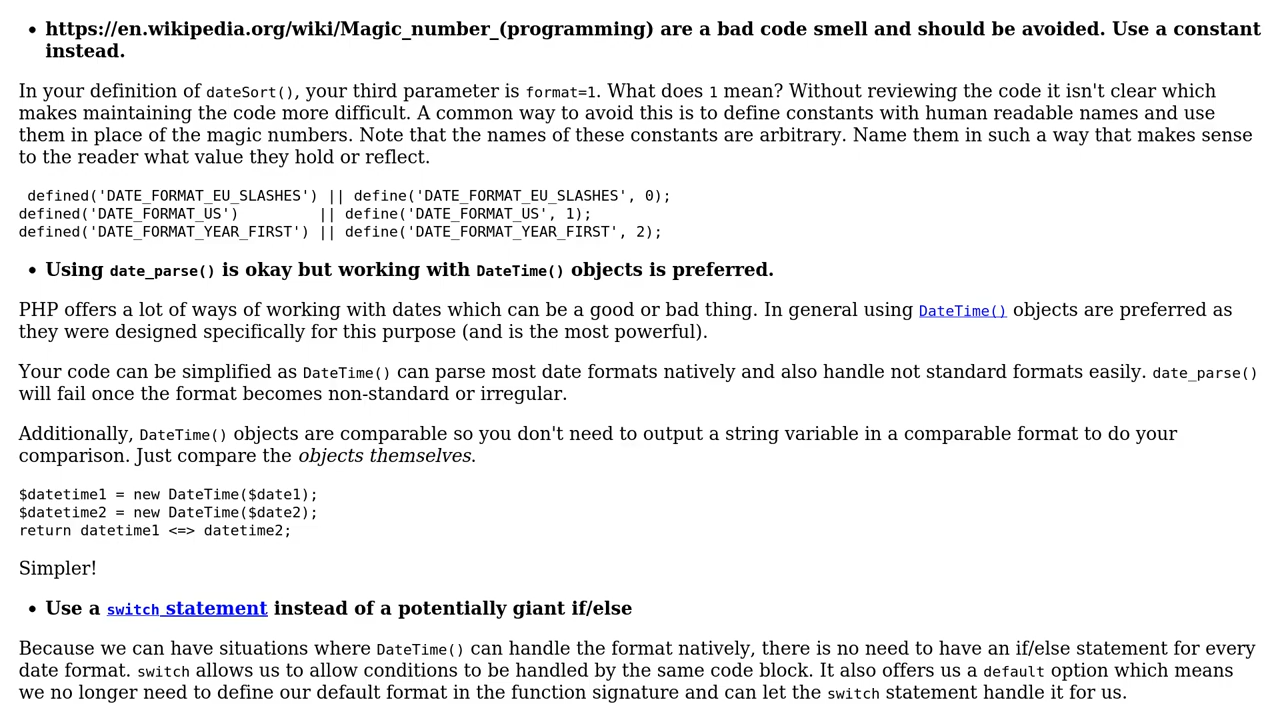 • https://en.wikipedia.org/wiki/Magic_number_(programming) are a bad code smell and should be avoided. Use a constant
instead.
In your definition of dateSort(), your third parameter is format=1. What does 1 mean? Without reviewing the code it isn't clear which
makes maintaining the code more difficult. A common way to avoid this is to define constants with human readable names and use
them in place of the magic numbers. Note that the names of these constants are arbitrary. Name them in such a way that makes sense
to the reader what value they hold or reflect.
defined('DATE_FORMAT_EU_SLASHES') || define('DATE_FORMAT_EU_SLASHES', 0);
defined('DATE_FORMAT_US')         || define('DATE_FORMAT_US', 1);
defined('DATE_FORMAT_YEAR_FIRST') || define('DATE_FORMAT_YEAR_FIRST', 2);
• Using date_parse() is okay but working with DateTime() objects is preferred.
PHP offers a lot of ways of working with dates which can be a good or bad thing. In general using DateTime() objects are preferred as
they were designed specifically for this purpose (and is the most powerful).
Your code can be simplified as DateTime() can parse most date formats natively and also handle not standard formats easily. date_parse()
will fail once the format becomes non-standard or irregular.
Additionally, DateTime() objects are comparable so you don't need to output a string variable in a comparable format to do your
comparison. Just compare the objects themselves.
$datetime1 = new DateTime($date1);
$datetime2 = new DateTime($date2);
return datetime1 <=> datetime2;
Simpler!
• Use a switch statement instead of a potentially giant if/else
Because we can have situations where DateTime() can handle the format natively, there is no need to have an if/else statement for every
date format. switch allows us to allow conditions to be handled by the same code block. It also offers us a default option which means
we no longer need to define our default format in the function signature and can let the switch statement handle it for us.